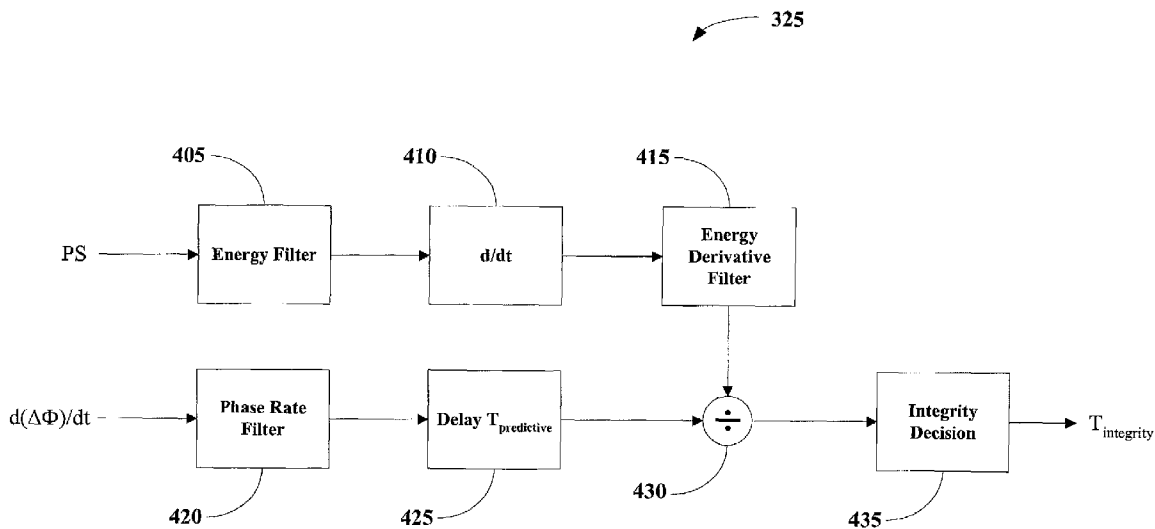 325
405
410
415
PS
Energy Filter
d/dt
Energy
Derivative
Filter
d(ΔΦ)/dt
Phase Rate
Filter
Delay T_predictive
÷
Integrity
Decision
T_integrity
420
425
430
435